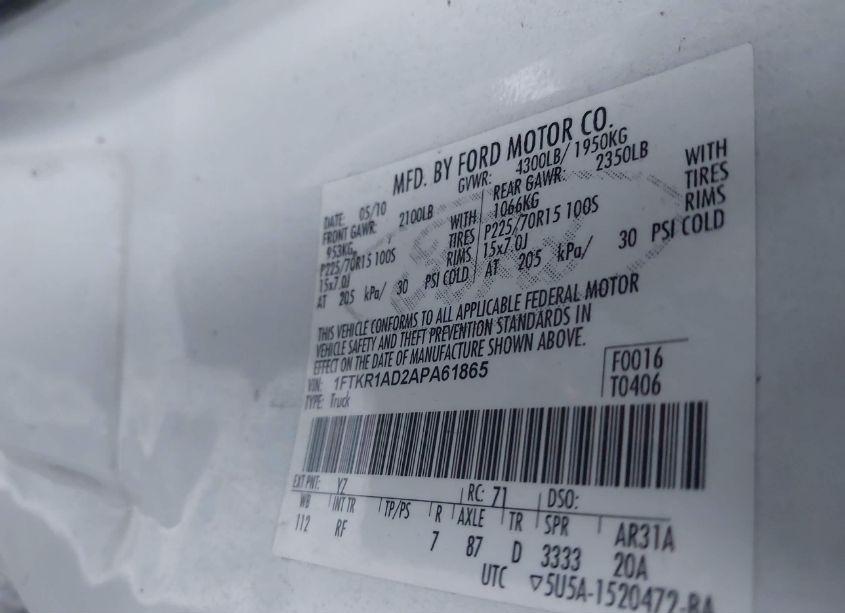 MFD. BY FORD MOTOR CO.
DATE: 05/10 GVWR: 4300LB/ 1950KG
FRONT GAWR: 2100LB REAR GAWR: 2350LB
953KG WITH 1066KG WITH
P225/70R15 100S TIRES P225/70R15 100S TIRES
15x7.0J RIMS 15x7.0J RIMS
AT 205 kPa/ 30 PSI COLD AT 205 kPa/ 30 PSI COLD
THIS VEHICLE CONFORMS TO ALL APPLICABLE FEDERAL MOTOR
VEHICLE SAFETY AND THEFT PREVENTION STANDARDS IN
EFFECT ON THE DATE OF MANUFACTURE SHOWN ABOVE.
VIN: 1FTKR1AD2APA61865 F0016
TYPE: Truck T0406
EXT PNT: YZ RC: 71 DSO:
WB INT TR TP/PS R AXLE TR SPR AR31A
112 RF 7 87 D 3333 20A
UTC ▽5U5A-1520472-BA